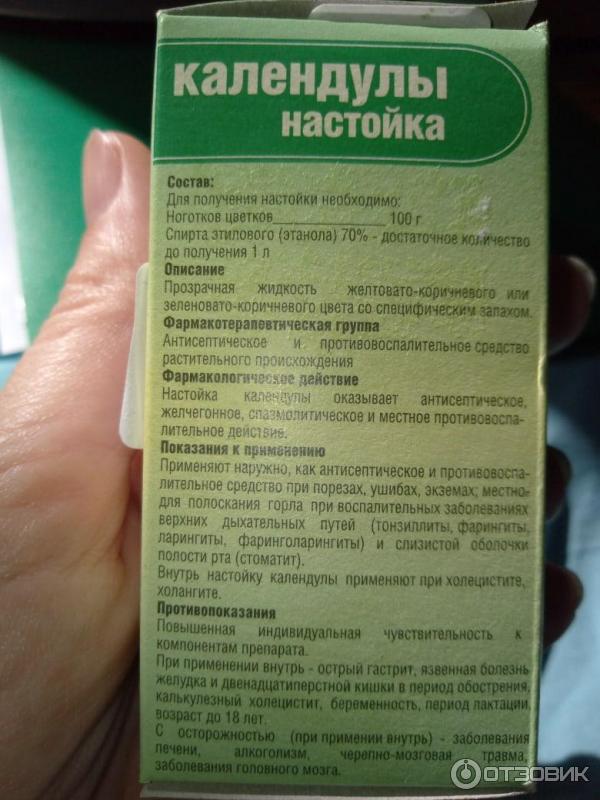 календулы
настойка
Состав:
Для получения настойки необходимо:
Ноготков цветков_______________ 100 г
Спирта этилового (этанола) 70% - достаточное количество
до получения 1 л
Описание
Прозрачная жидкость желтовато-коричневого или
зеленовато-коричневого цвета со специфическим запахом.
Фармакотерапевтическая группа
Антисептическое и противовоспалительное средство
растительного происхождения
Фармакологическое действие
Настойка календулы оказывает антисептическое,
желчегонное, спазмолитическое и местное противовоспа-
лительное действие.
Показания к применению
Применяют наружно, как антисептическое и противовоспа-
лительное средство при порезах, ушибах, экземах; местно-
для полоскания горла при воспалительных заболеваниях
верхних дыхательных путей (тонзиллиты, фарингиты,
ларингиты, фаринголарингиты) и слизистой оболочки
полости рта (стоматит).
Внутрь настойку календулы применяют при холецистите,
холангите.
Противопоказания
Повышенная индивидуальная чувствительность к
компонентам препарата.
При применении внутрь - острый гастрит, язвенная болезнь
желудка и двенадцатиперстной кишки в период обострения,
калькулезный холецистит, беременность, период лактации,
возраст до 18 лет.
С осторожностью (при примении внутрь) - заболевания
печени, алкоголизм, черепно-мозговая травма,
заболевания головного мозга.
ОТЗОВИК